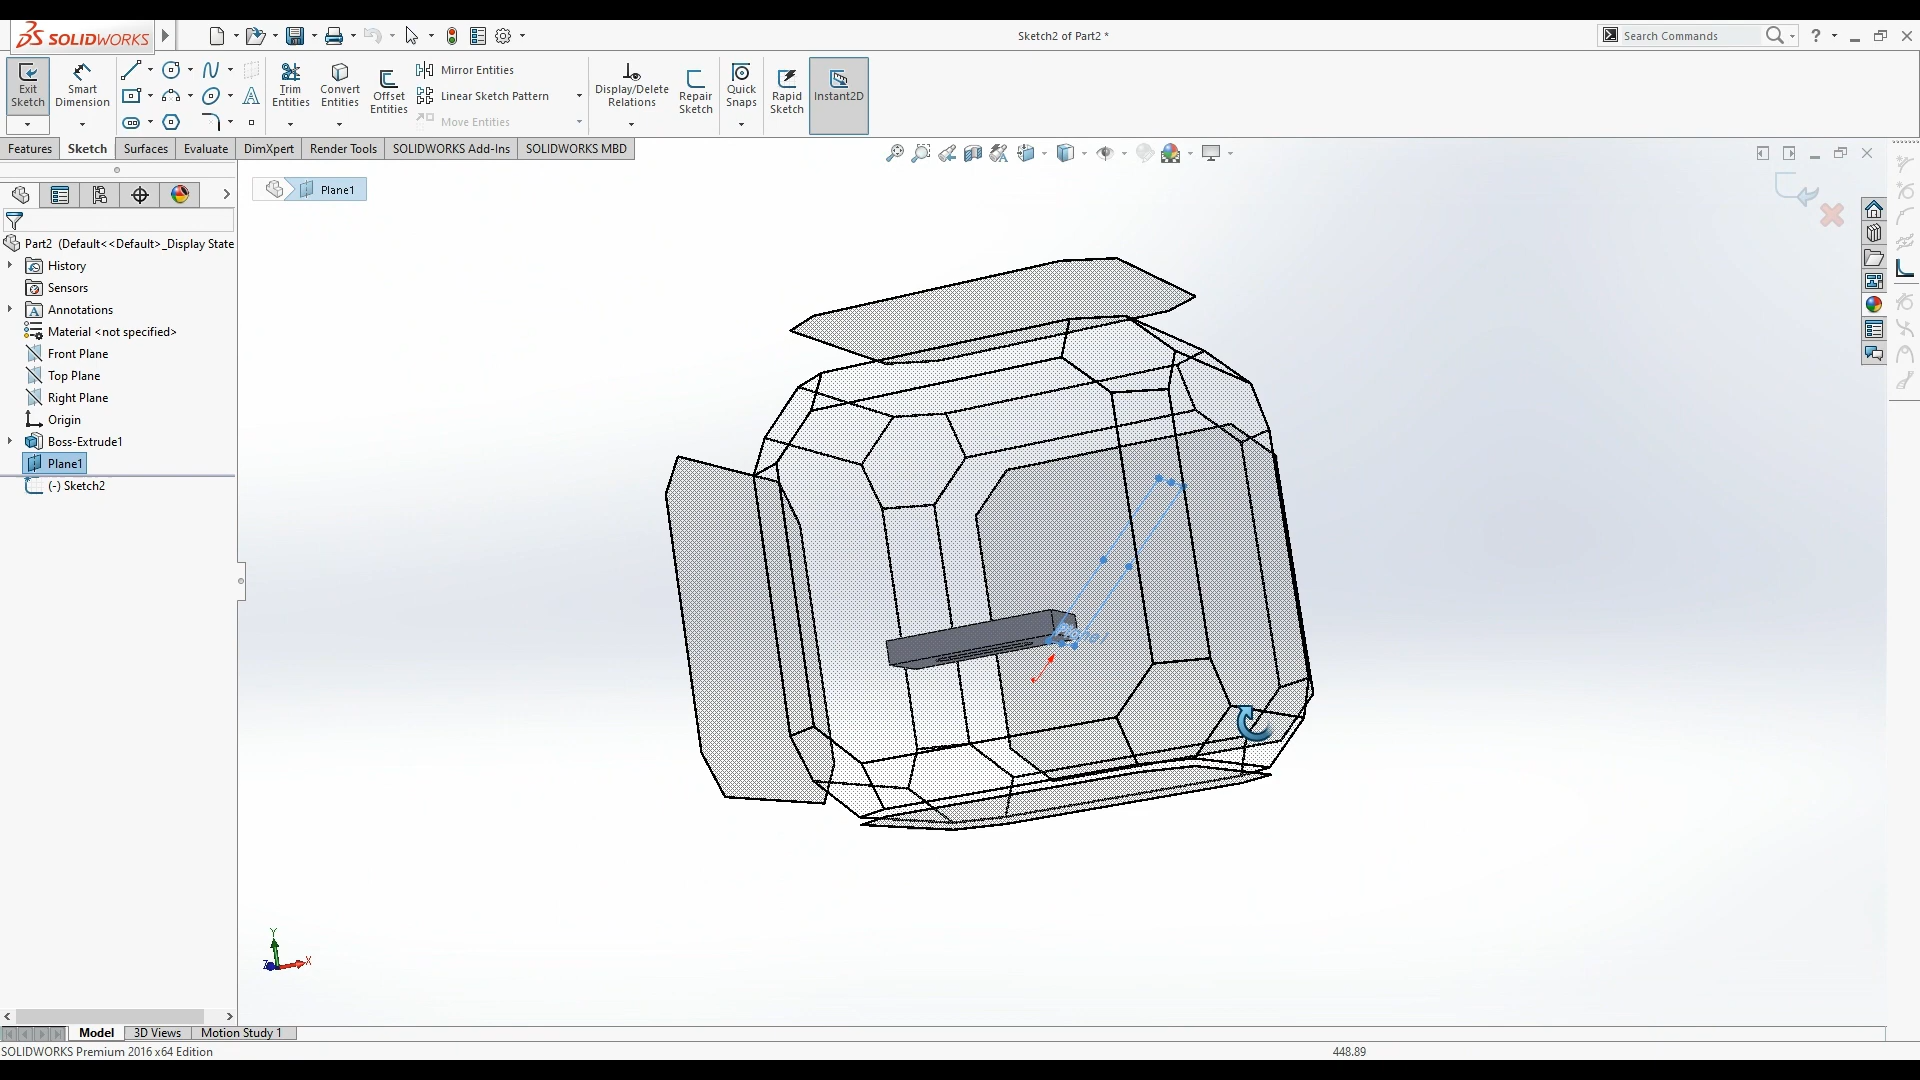 SOLIDWORKS
Sketch2 of Part2 *
Search Commands
?
Exit Sketch
Smart Dimension
Trim Entities
Convert Entities
Offset Entities
Mirror Entities
Linear Sketch Pattern
Move Entities
Display/Delete Relations
Repair Sketch
Quick Snaps
Rapid Sketch
Instant2D
Features
Sketch
Surfaces
Evaluate
DimXpert
Render Tools
SOLIDWORKS Add-Ins
SOLIDWORKS MBD
Plane1
Part2 (Default<<Default>_Display State
History
Sensors
Annotations
Material <not specified>
Front Plane
Top Plane
Right Plane
Origin
Boss-Extrude1
Plane1
(-) Sketch2
Plane1
Y
Z
X
Model
3D Views
Motion Study 1
SOLIDWORKS Premium 2016 x64 Edition
448.89